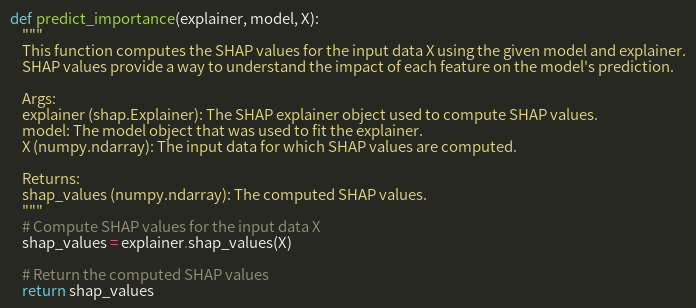 def predict_importance(explainer, model, X):
"""
This function computes the SHAP values for the input data X using the given model and explainer.
SHAP values provide a way to understand the impact of each feature on the model's prediction.
Args:
explainer (shap.Explainer): The SHAP explainer object used to compute SHAP values.
model: The model object that was used to fit the explainer.
X (numpy.ndarray): The input data for which SHAP values are computed.
Returns:
shap_values (numpy.ndarray): The computed SHAP values.
"""
# Compute SHAP values for the input data X
shap_values = explainer.shap_values(X)
# Return the computed SHAP values
return shap_values